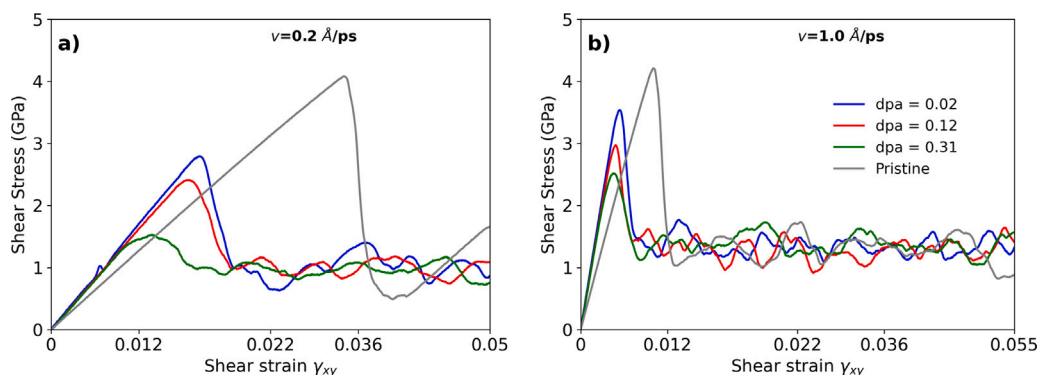 a)
v=0.2 Å/ps
Shear Stress (GPa)
5
4
3
2
1
0
0 0.012 0.022 0.036 0.05
Shear strain γxy
b)
v=1.0 Å/ps
dpa = 0.02
dpa = 0.12
dpa = 0.31
Pristine
Shear Stress (GPa)
5
4
3
2
1
0
0 0.012 0.022 0.036 0.055
Shear strain γxy